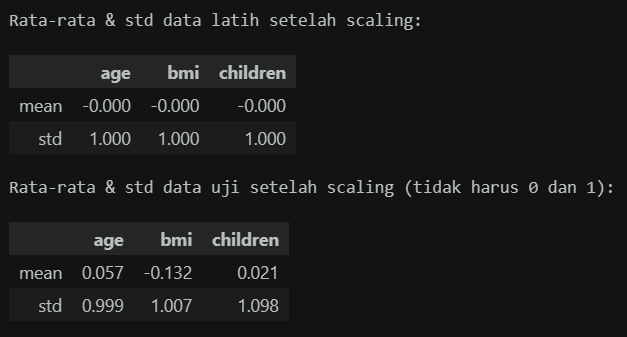 Rata-rata & std data latih setelah scaling:
age bmi children
mean -0.000 -0.000 -0.000
std 1.000 1.000 1.000
Rata-rata & std data uji setelah scaling (tidak harus 0 dan 1):
age bmi children
mean 0.057 -0.132 0.021
std 0.999 1.007 1.098